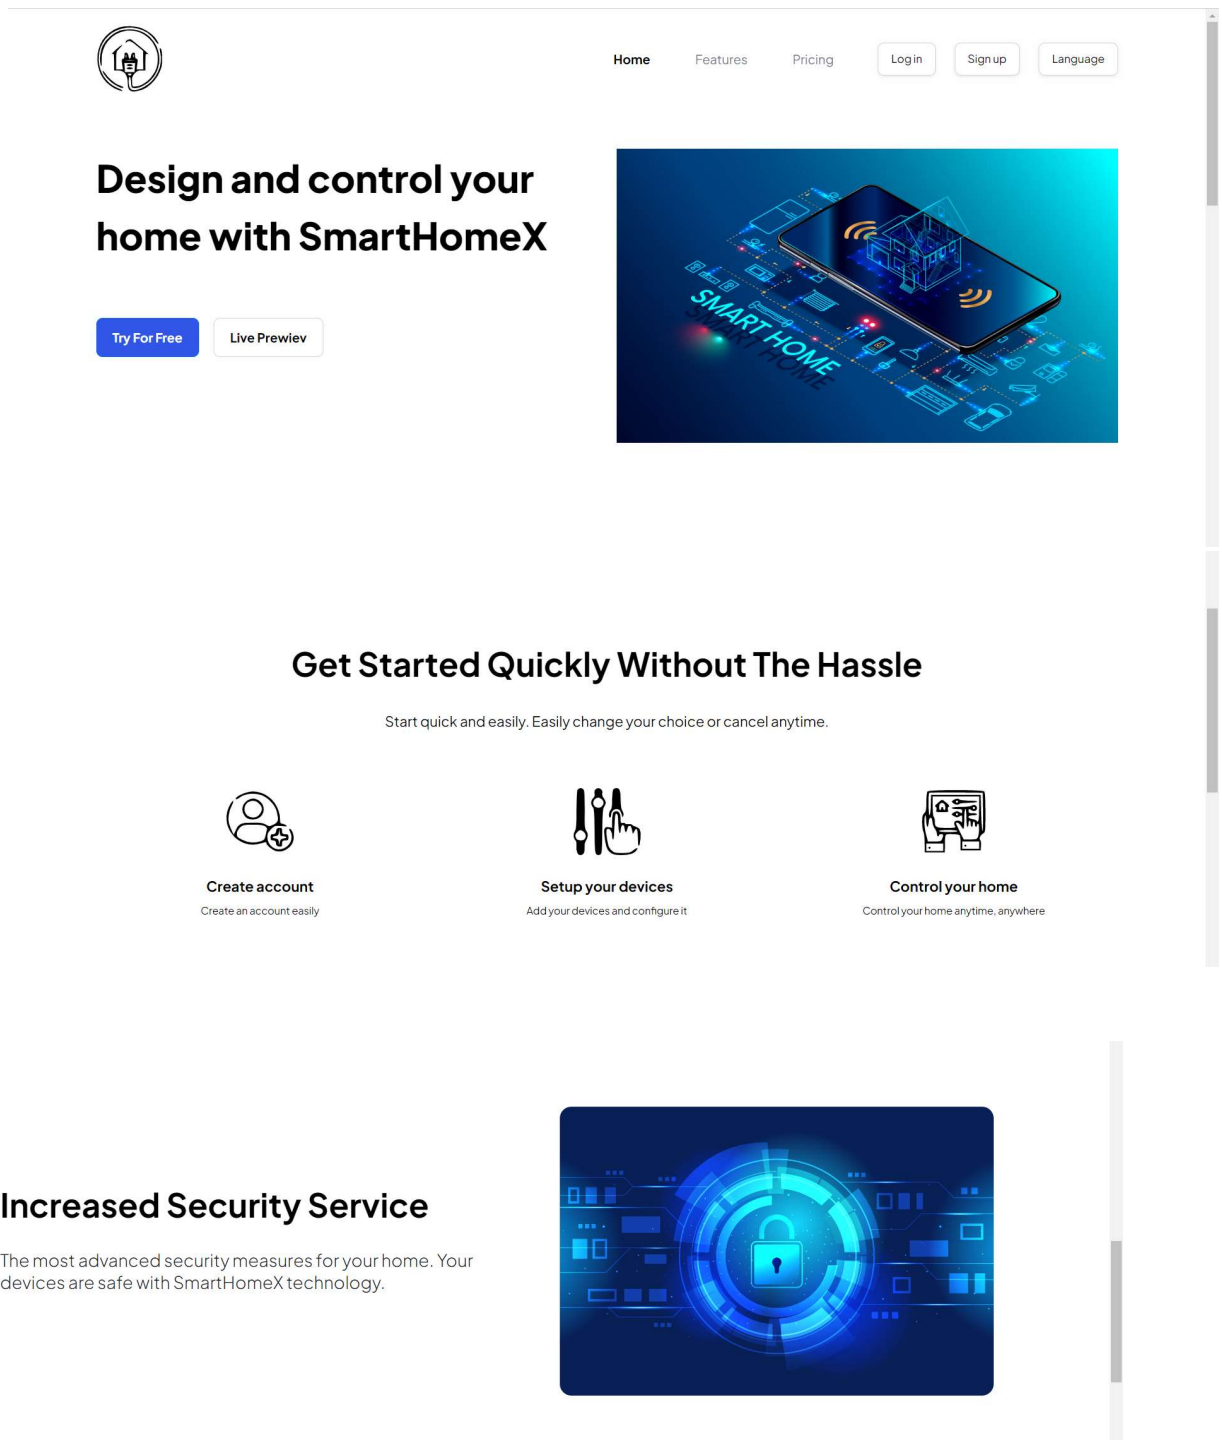 Home Features Pricing Log in Sign up Language
Design and control your
home with SmartHomeX
Try For Free Live Prewiev
SMART HOME
Get Started Quickly Without The Hassle
Start quick and easily. Easily change your choice or cancel anytime.
Create account Setup your devices Control your home
Create an account easily Add your devices and configure it Control your home anytime, anywhere
Increased Security Service
The most advanced security measures for your home. Your
devices are safe with SmartHomeX technology.